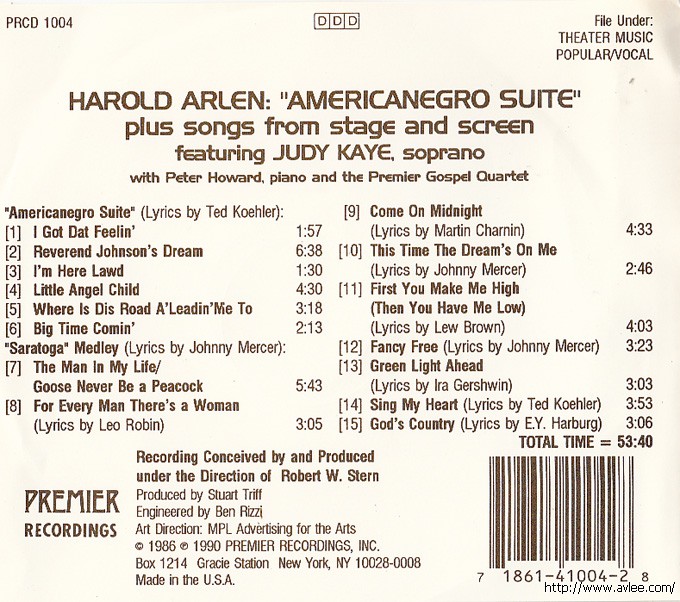 PRCD 1004
DDD
File Under:
THEATER MUSIC
POPULAR/VOCAL
HAROLD ARLEN: "AMERICANEGRO SUITE"
plus songs from stage and screen
featuring JUDY KAYE, soprano
with Peter Howard, piano and the Premier Gospel Quartet
"Americanegro Suite" (Lyrics by Ted Koehler):
[1] I Got Dat Feelin' 1:57
[2] Reverend Johnson's Dream 6:38
[3] I'm Here Lawd 1:30
[4] Little Angel Child 4:30
[5] Where Is Dis Road A'Leadin'Me To 3:18
[6] Big Time Comin' 2:13
"Saratoga" Medley (Lyrics by Johnny Mercer):
[7] The Man In My Life/
Goose Never Be a Peacock 5:43
[8] For Every Man There's a Woman
(Lyrics by Leo Robin) 3:05
[9] Come On Midnight
(Lyrics by Martin Charnin) 4:33
[10] This Time The Dream's On Me
(Lyrics by Johnny Mercer) 2:46
[11] First You Make Me High
(Then You Have Me Low)
(Lyrics by Lew Brown) 4:03
[12] Fancy Free (Lyrics by Johnny Mercer) 3:23
[13] Green Light Ahead
(Lyrics by Ira Gershwin) 3:03
[14] Sing My Heart (Lyrics by Ted Koehler) 3:53
[15] God's Country (Lyrics by E.Y. Harburg) 3:06
TOTAL TIME = 53:40
PREMIER
RECORDINGS
Recording Conceived by and Produced
under the Direction of Robert W. Stern
Produced by Stuart Triff
Engineered by Ben Rizzi
Art Direction: MPL Advertising for the Arts
© 1986 ℗ 1990 PREMIER RECORDINGS, INC.
Box 1214 Gracie Station New York, NY 10028-0008
Made in the U.S.A.
7 1861-41004-2 8
http://www.avlee.com/